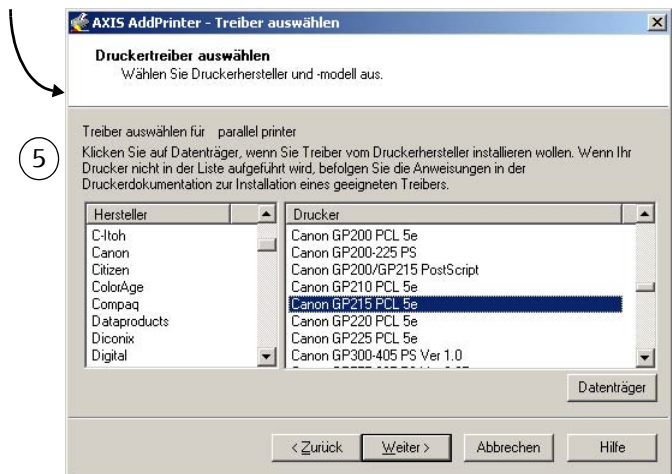 AXIS AddPrinter - Treiber auswählen
Druckertreiber auswählen
Wählen Sie Druckerhersteller und -modell aus.
5
Treiber auswählen für parallel printer
Klicken Sie auf Datenträger, wenn Sie Treiber vom Druckerhersteller installieren wollen. Wenn Ihr
Drucker nicht in der Liste aufgeführt wird, befolgen Sie die Anweisungen in der
Druckerdokumentation zur Installation eines geeigneten Treibers.
Hersteller
C-Itoh
Canon
Citizen
ColorAge
Compaq
Dataproducts
Diconix
Digital
Drucker
Canon GP200 PCL 5e
Canon GP200-225 PS
Canon GP200/GP215 PostScript
Canon GP210 PCL 5e
Canon GP215 PCL 5e
Canon GP220 PCL 5e
Canon GP225 PCL 5e
Canon GP300-405 PS Ver 1.0
Datenträger
< Zurück Weiter > Abbrechen Hilfe